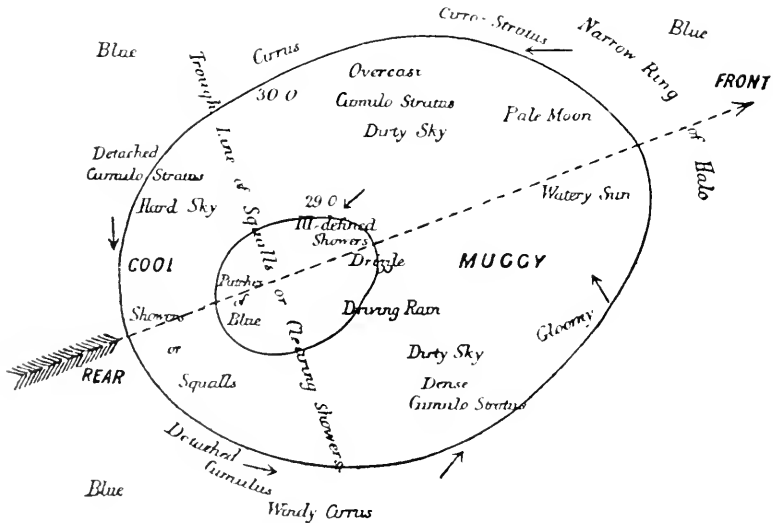 Blue
Cirrus
Cirro-Stratus
Narrow Ring of Halo
Blue
FRONT
Trough Line of Squalls or Clearing Showers
30 0
Overcast
Cumulo Stratus
Dirty Sky
Pale Moon
Detached
Cumulo Stratus
Hard Sky
29 0
Ill-defined
Showers
Watery Sun
COOL
Drizzle
MUGGY
Patches
of
Blue
Driving Rain
Gloomy
Showers
or
Squalls
REAR
Dirty Sky
Dense
Cumulo Stratus
Detached
Cumulus
Blue
Windy Cirrus